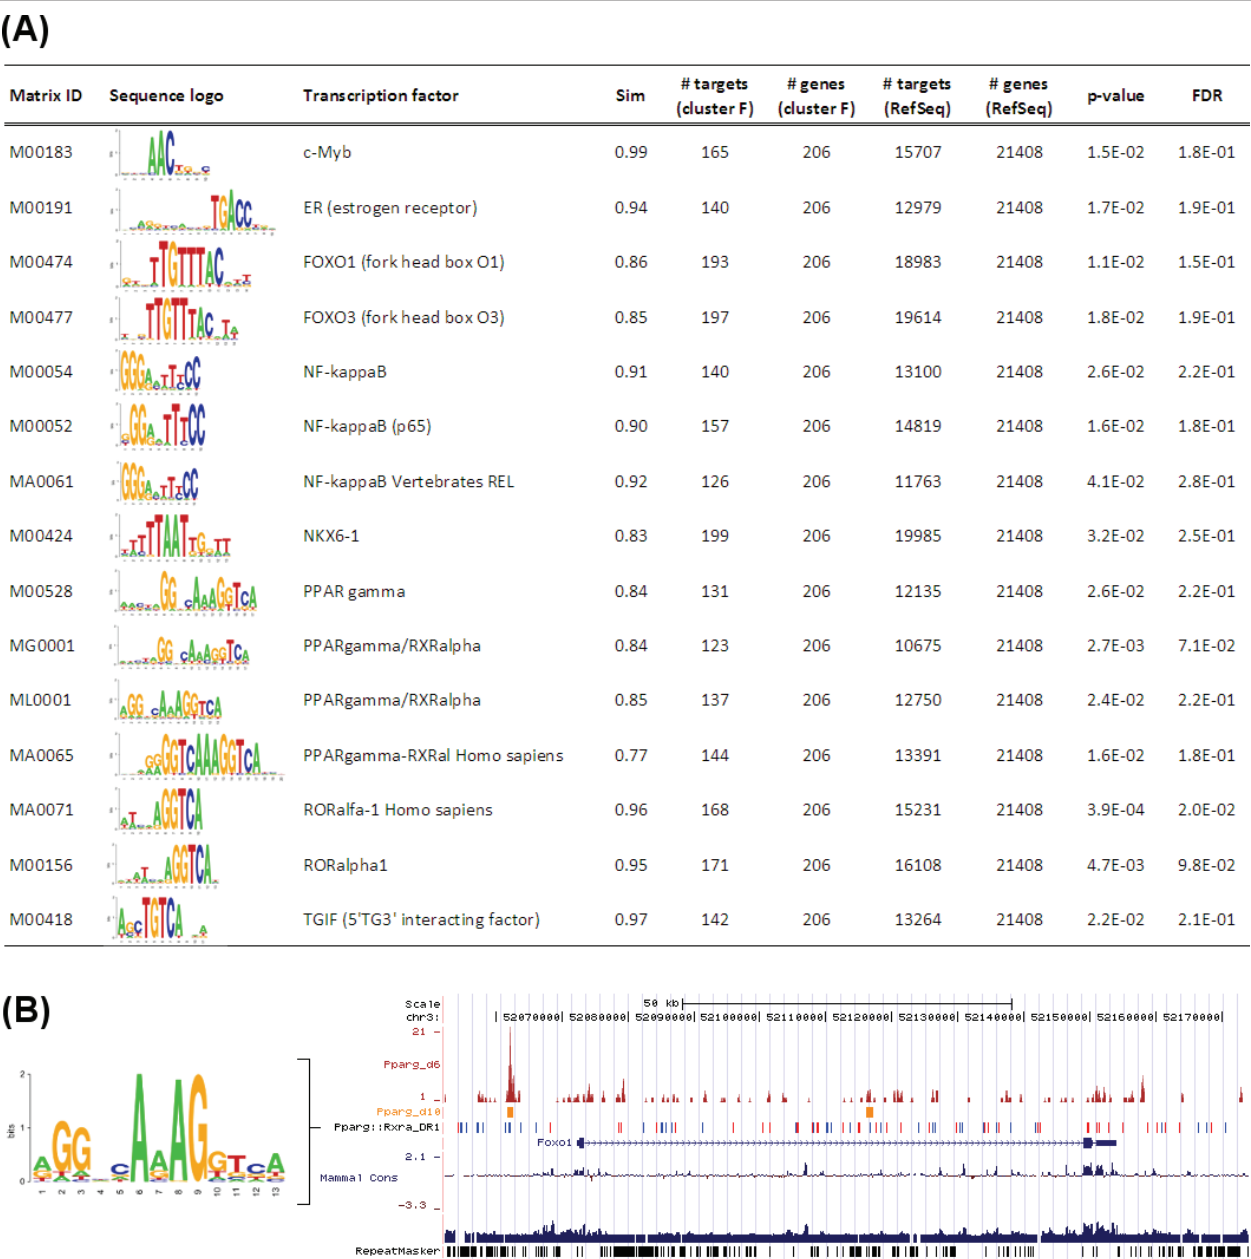 (A)
Matrix ID Sequence logo Transcription factor Sim # targets (cluster F) # genes (cluster F) # targets (RefSeq) # genes (RefSeq) p-value FDR
M00183 c-Myb 0.99 165 206 15707 21408 1.5E-02 1.8E-01
M00191 ER (estrogen receptor) 0.94 140 206 12979 21408 1.7E-02 1.9E-01
M00474 FOXO1 (fork head box O1) 0.86 193 206 18983 21408 1.1E-02 1.5E-01
M00477 FOXO3 (fork head box O3) 0.85 197 206 19614 21408 1.8E-02 1.9E-01
M00054 NF-kappaB 0.91 140 206 13100 21408 2.6E-02 2.2E-01
M00052 NF-kappaB (p65) 0.90 157 206 14819 21408 1.6E-02 1.8E-01
MA0061 NF-kappaB Vertebrates REL 0.92 126 206 11763 21408 4.1E-02 2.8E-01
M00424 NKX6-1 0.83 199 206 19985 21408 3.2E-02 2.5E-01
M00528 PPAR gamma 0.84 131 206 12135 21408 2.6E-02 2.2E-01
MG0001 PPARgamma/RXRalpha 0.84 123 206 10675 21408 2.7E-03 7.1E-02
ML0001 PPARgamma/RXRalpha 0.85 137 206 12750 21408 2.4E-02 2.2E-01
MA0065 PPARgamma-RXRal Homo sapiens 0.77 144 206 13391 21408 1.6E-02 1.8E-01
MA0071 RORalfa-1 Homo sapiens 0.96 168 206 15231 21408 3.9E-04 2.0E-02
M00156 RORalpha1 0.95 171 206 16108 21408 4.7E-03 9.8E-02
M00418 TGIF (5'TG3' interacting factor) 0.97 142 206 13264 21408 2.2E-02 2.1E-01
(B)
Scale 50 kb
chr3: 52070000 52080000 52090000 52100000 52110000 52120000 52130000 52140000 52150000 52160000 52170000
21
Pparg_d6
1
Pparg_d10
Pparg::Rxra_DR1
Foxo1
2.1
Mammal Cons
-3.3
RepeatMasker
2
bits
1
0
1 2 3 4 5 6 7 8 9 10 11 12 13